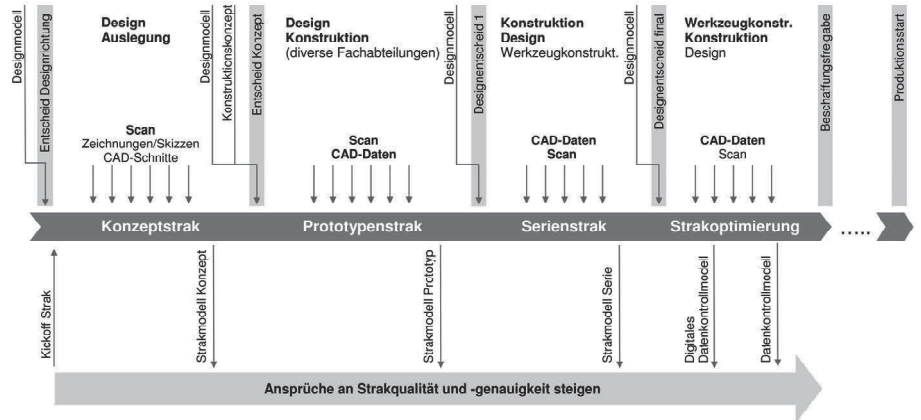 Designmodell
Entscheid Designrichtung
Design
Auslegung
Scan
Zeichnungen/Skizzen
CAD-Schnitte
Designmodell
Konstruktionskonzept
Entscheid Konzept
Design
Konstruktion
(diverse Fachabteilungen)
Scan
CAD-Daten
Designmodell
Designentscheid 1
Konstruktion
Design
Werkzeugkonstrukt.
CAD-Daten
Scan
Designmodell
Designentscheid final
Werkzeugkonstr.
Konstruktion
Design
CAD-Daten
Scan
Beschaffungsfreigabe
Produktionsstart
Konzeptstrak
Prototypenstrak
Serienstrak
Strakoptimierung
.....
Kickoff Strak
Strakmodell Konzept
Strakmodell Prototyp
Strakmodell Serie
Digitales
Datenkontrollmodell
Datenkontrollmodell
Ansprüche an Strakqualität und -genauigkeit steigen